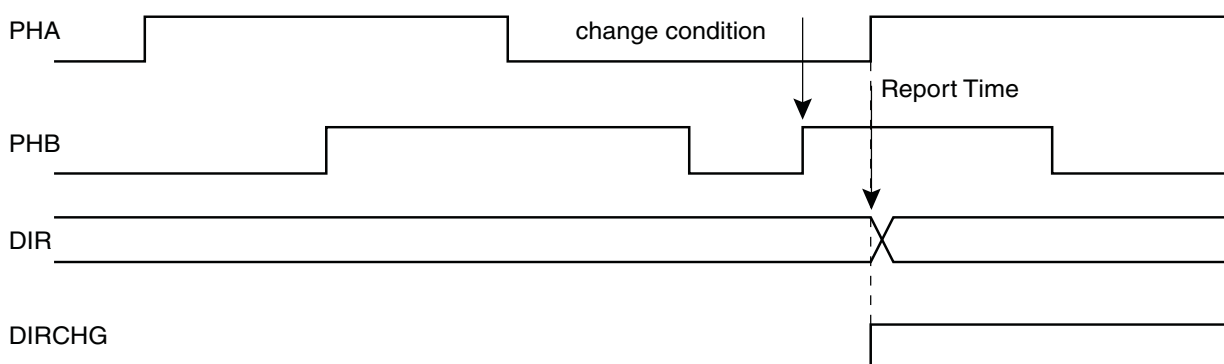 PHA
change condition
Report Time
PHB
DIR
DIRCHG